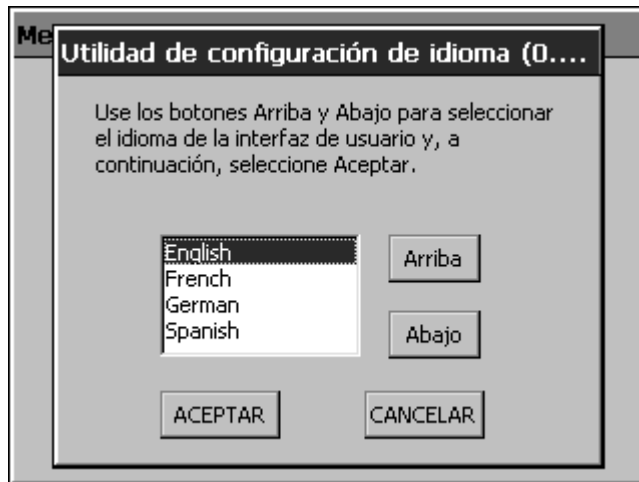 Me
Utilidad de configuración de idioma (0....
Use los botones Arriba y Abajo para seleccionar
el idioma de la interfaz de usuario y, a
continuación, seleccione Aceptar.
English
French
German
Spanish
Arriba
Abajo
ACEPTAR
CANCELAR